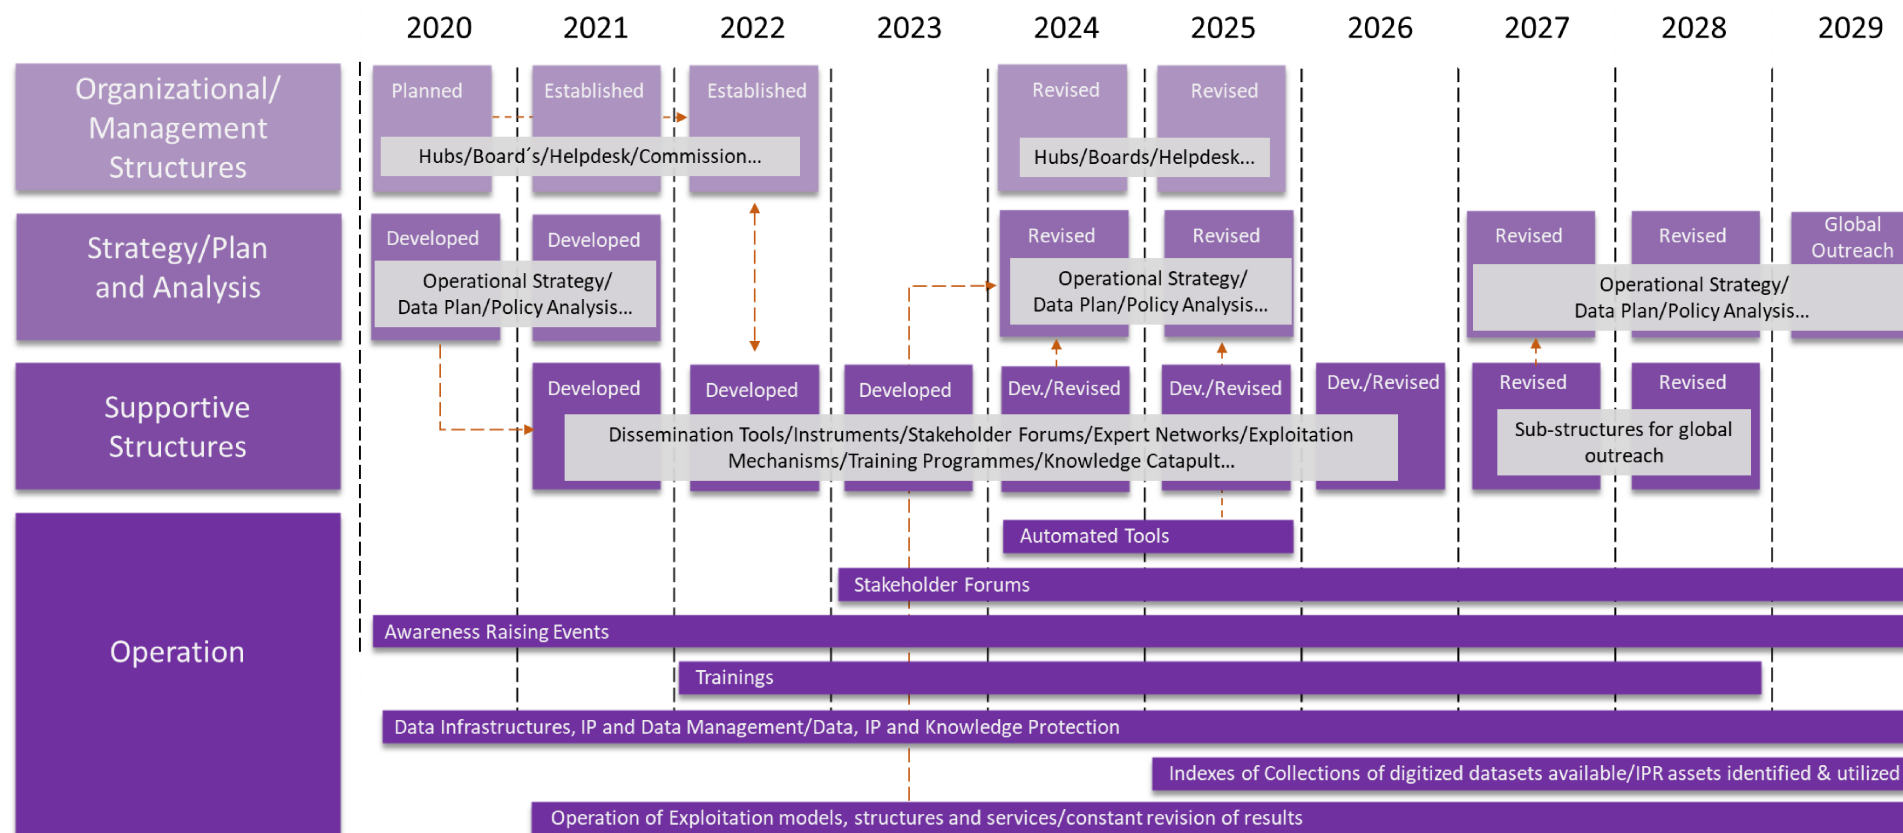 2020 2021 2022 2023 2024 2025 2026 2027 2028 2029
Organizational/
Management
Structures
Planned Established Established Revised Revised
Hubs/Board´s/Helpdesk/Commission... Hubs/Boards/Helpdesk...
Strategy/Plan
and Analysis
Developed Developed Revised Revised Revised Revised Global
Outreach
Operational Strategy/
Data Plan/Policy Analysis...
Operational Strategy/
Data Plan/Policy Analysis...
Operational Strategy/
Data Plan/Policy Analysis...
Supportive
Structures
Developed Developed Developed Dev./Revised Dev./Revised Dev./Revised Revised Revised
Dissemination Tools/Instruments/Stakeholder Forums/Expert Networks/Exploitation
Mechanisms/Training Programmes/Knowledge Catapult...
Sub-structures for global
outreach
Operation
Automated Tools
Stakeholder Forums
Awareness Raising Events
Trainings
Data Infrastructures, IP and Data Management/Data, IP and Knowledge Protection
Indexes of Collections of digitized datasets available/IPR assets identified & utilized
Operation of Exploitation models, structures and services/constant revision of results